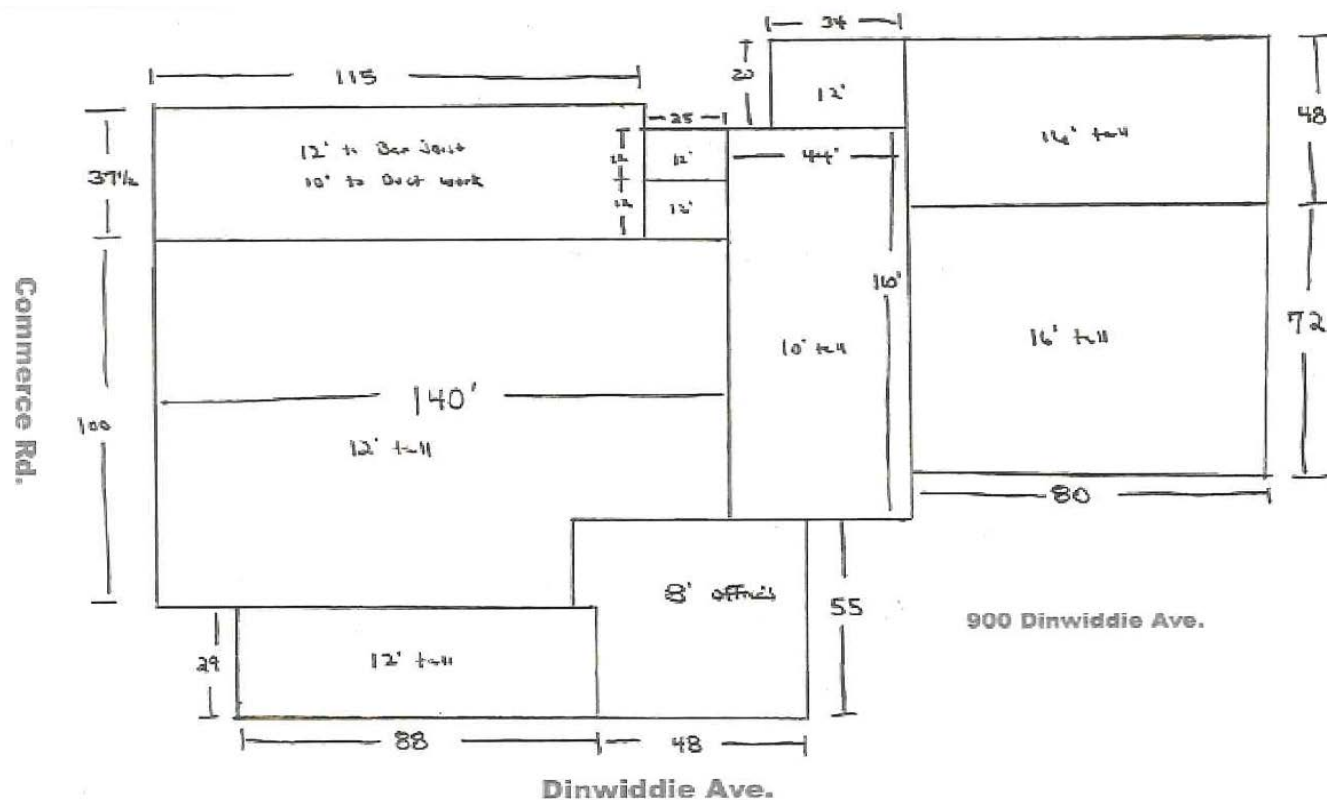 34
115
20
12'
25
48
12' to Bar Joist
12
12'
44'
16' tall
37½
10' to Duct work
12
12'
16'
Commerce Rd.
10' tall
16' tall
72
140'
100
12' tall
80
8' offices
55
900 Dinwiddie Ave.
29
12' tall
88
48
Dinwiddie Ave.